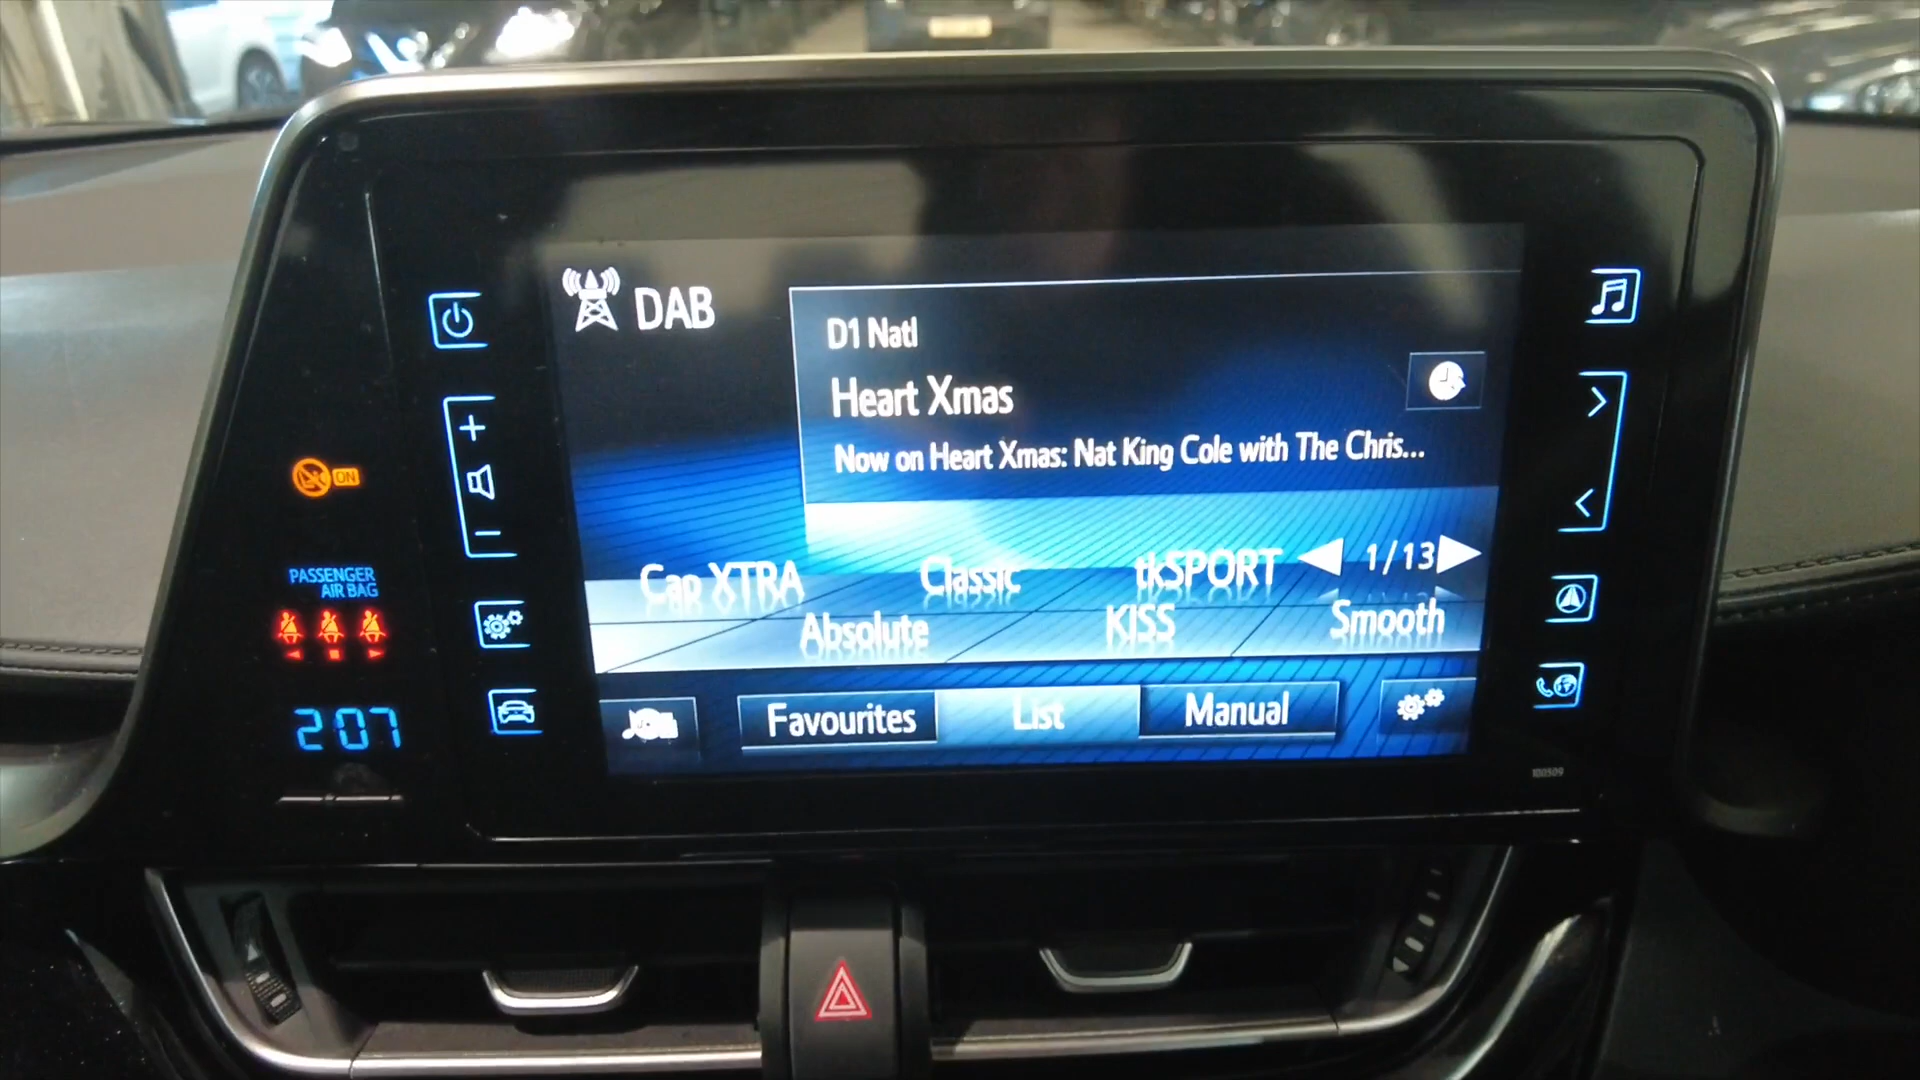 DAB
D1 Natl
Heart Xmas
Now on Heart Xmas: Nat King Cole with The Chris...
Cap XTRA Classic tkSPORT 1/13
Absolute KISS Smooth
Favourites List Manual
ON
PASSENGER
AIR BAG
207
100509